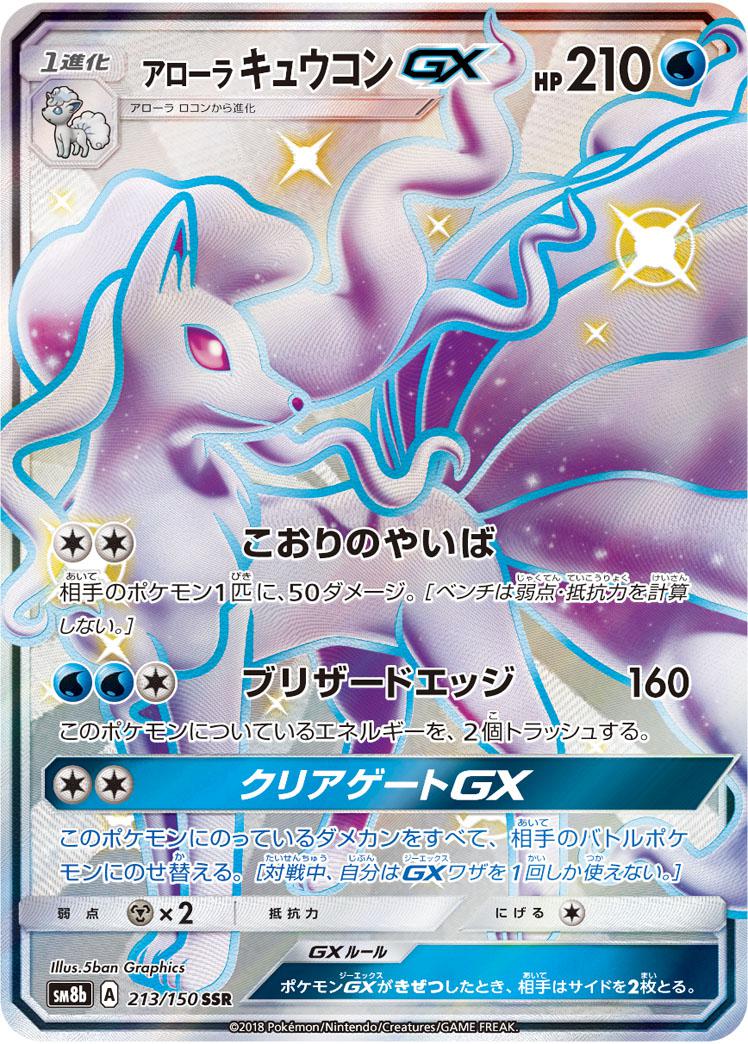 1進化
アローラ キュウコンGX HP210
アローラ ロコンから進化
こおりのやいば
相手のポケモン1匹に、50ダメージ。[ベンチは弱点・抵抗力を計算
しない。]
ブリザードエッジ 160
このポケモンについているエネルギーを、2個トラッシュする。
クリアゲートGX
このポケモンにのっているダメカンをすべて、相手のバトルポケ
モンにのせ替える。[対戦中、自分はGXワザを1回しか使えない。]
弱点 ×2 抵抗力 にげる
GXルール
ポケモンGXがきぜつしたとき、相手はサイドを2枚とる。
Illus.5ban Graphics
sm8b A 213/150 SSR
©2018 Pokémon/Nintendo/Creatures/GAME FREAK.